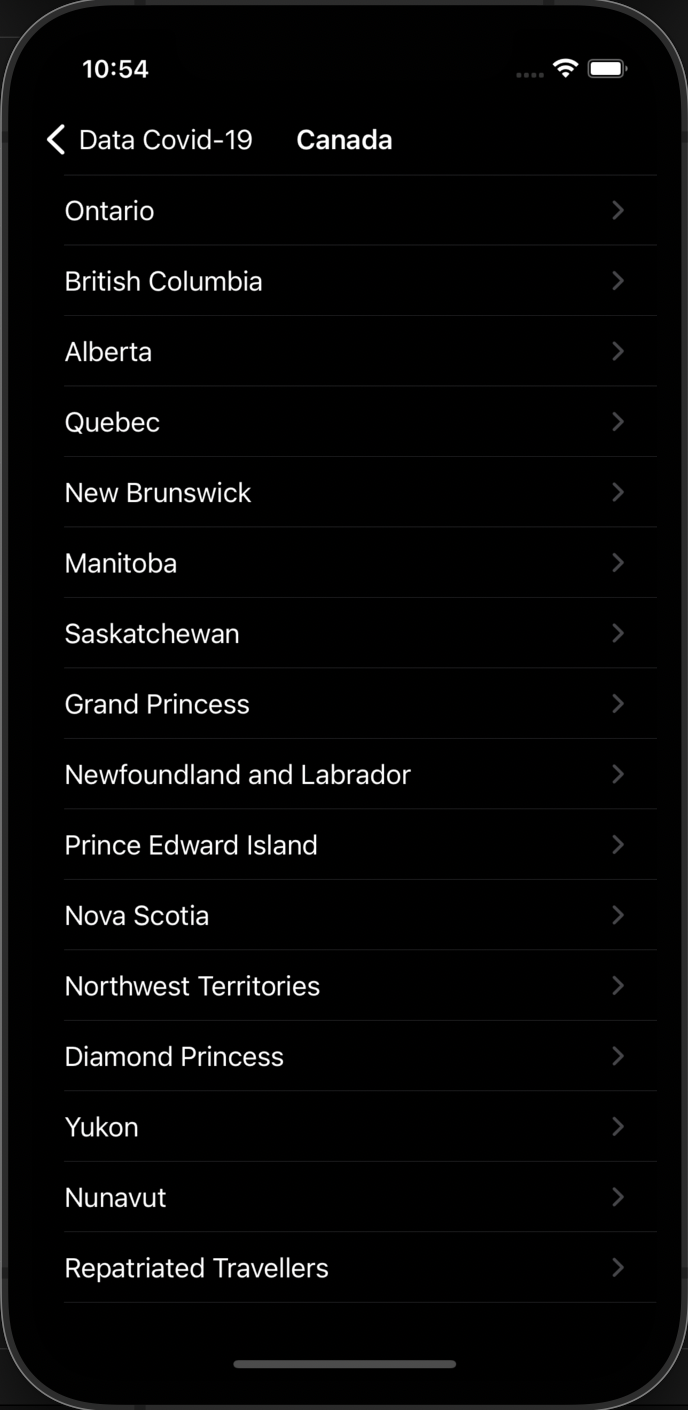 10:54
Data Covid-19 Canada
Ontario
British Columbia
Alberta
Quebec
New Brunswick
Manitoba
Saskatchewan
Grand Princess
Newfoundland and Labrador
Prince Edward Island
Nova Scotia
Northwest Territories
Diamond Princess
Yukon
Nunavut
Repatriated Travellers